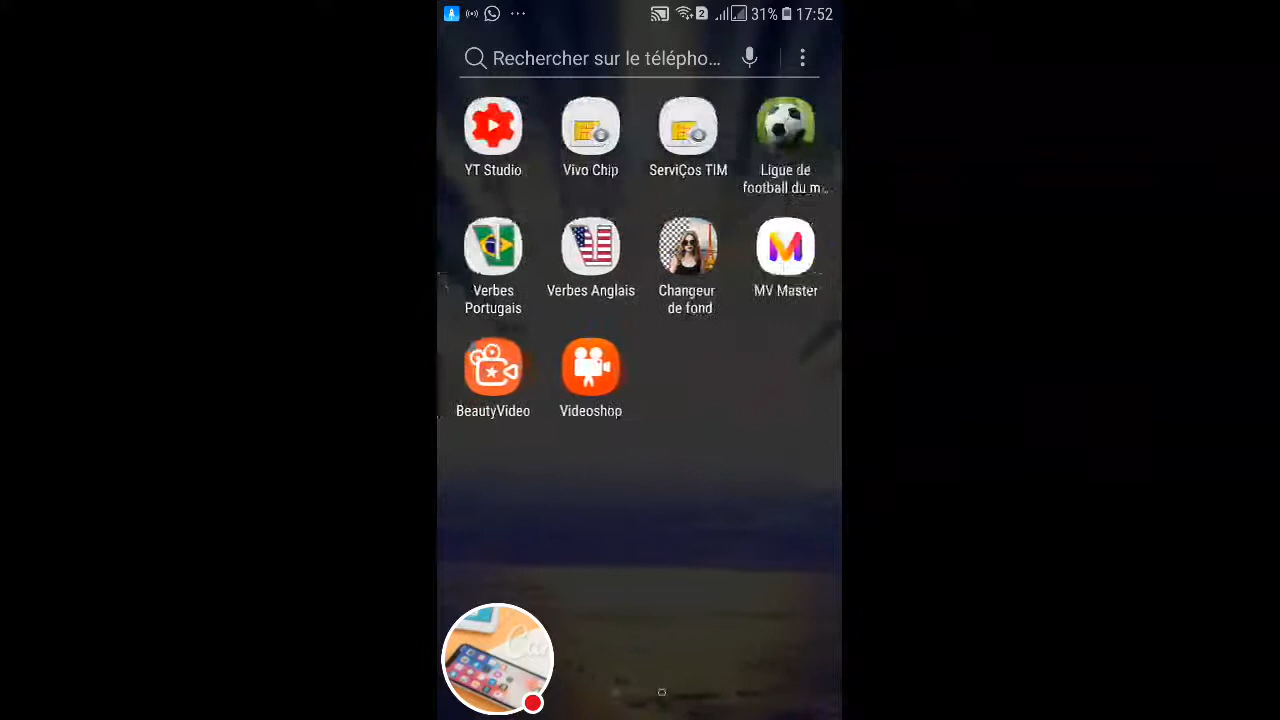 2 31% 17:52
Rechercher sur le télépho...
YT Studio
Vivo Chip
ServiÇos TIM
Ligue de
football du m...
Verbes
Portugais
Verbes Anglais
Changeur
de fond
MV Master
BeautyVideo
Videoshop